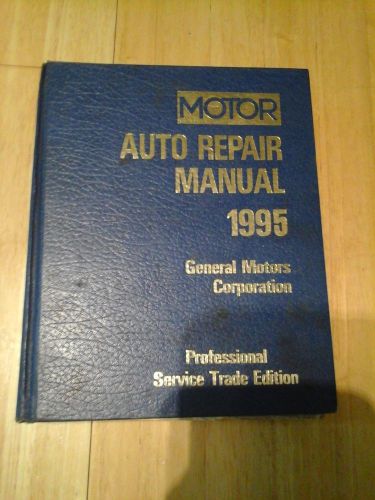 MOTOR
AUTO REPAIR
MANUAL
1995
General Motors
Corporation
Professional
Service Trade Edition